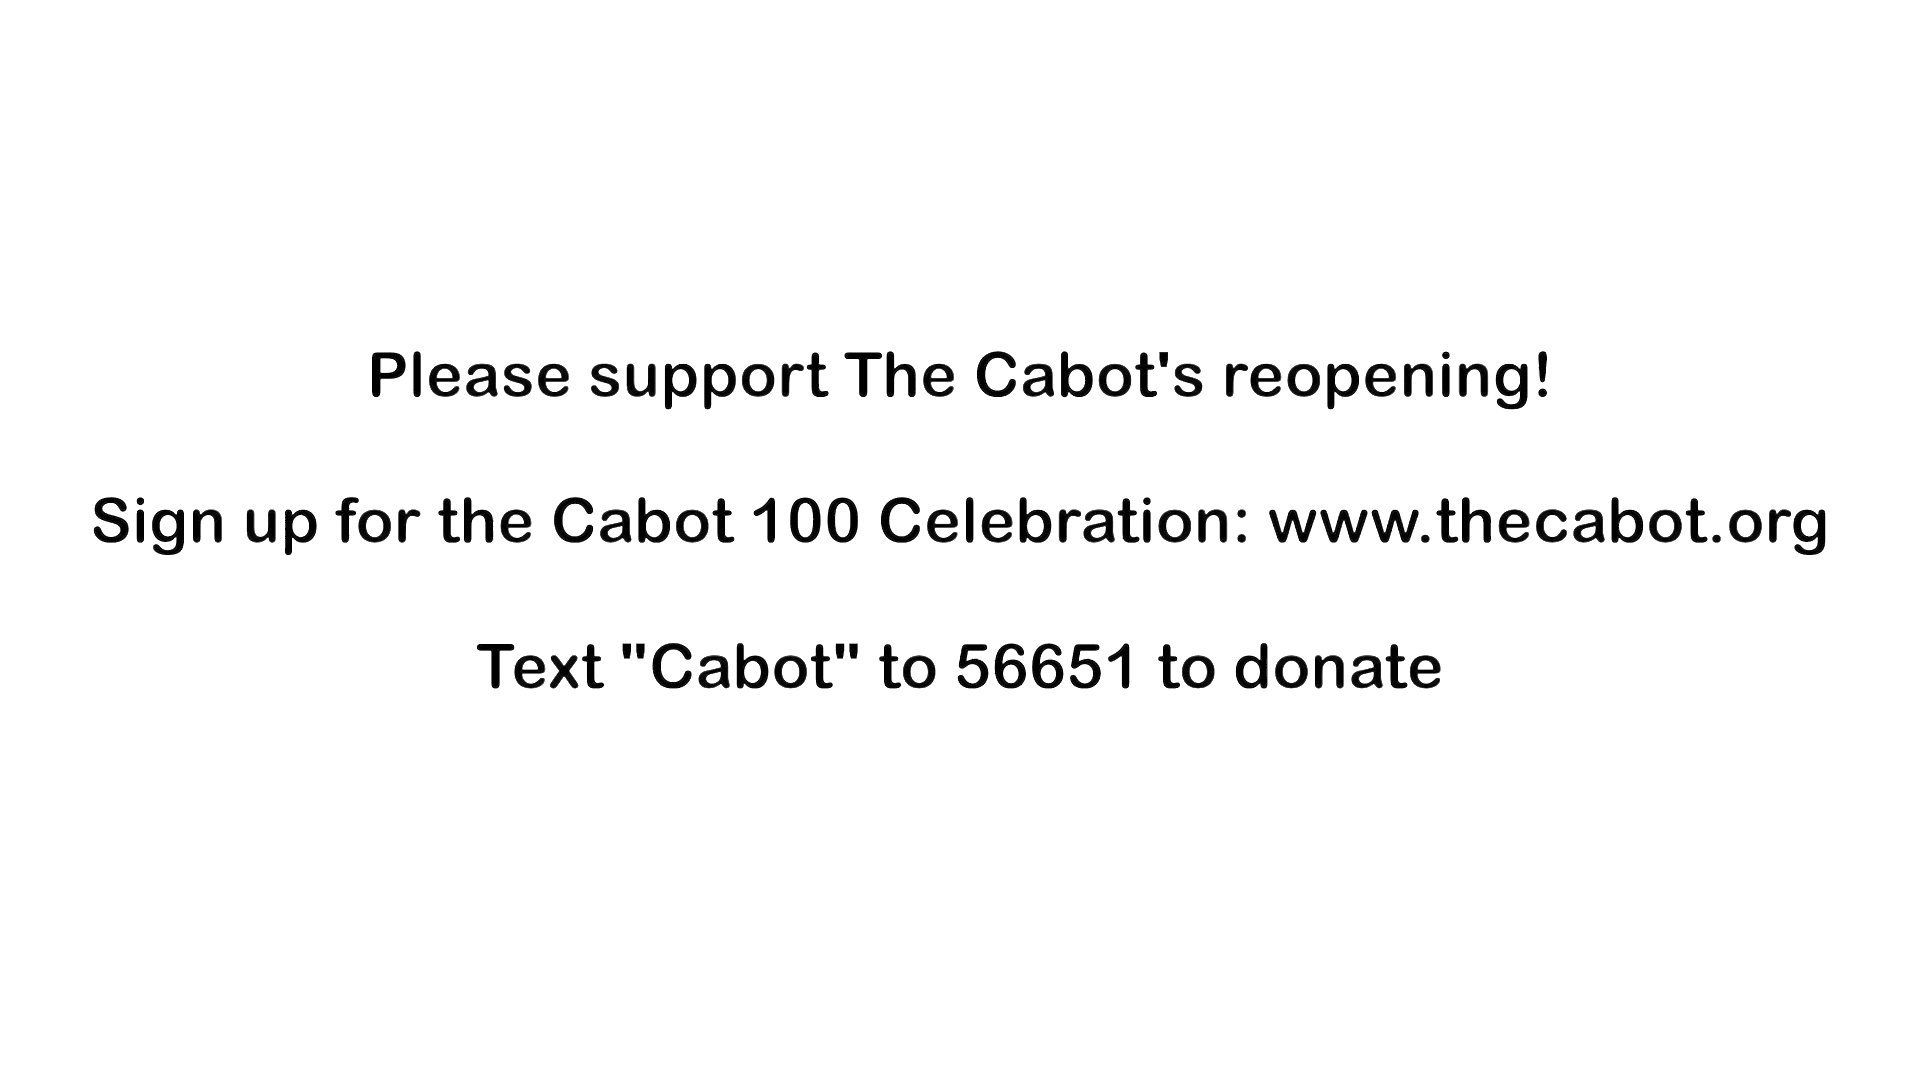 Please support The Cabot's reopening!
Sign up for the Cabot 100 Celebration: www.thecabot.org
Text "Cabot" to 56651 to donate